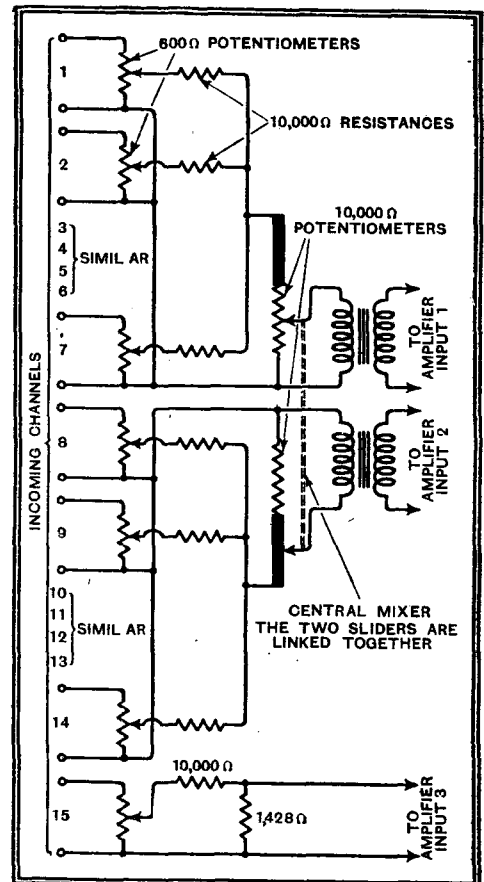 600Ω POTENTIOMETERS
1
10,000Ω RESISTANCES
2
10,000Ω
POTENTIOMETERS
3
4
5
6
SIMILAR
7
TO
AMPLIFIER
INPUT 1
INCOMING CHANNELS
8
TO
AMPLIFIER
INPUT 2
9
10
11
12
13
SIMILAR
CENTRAL MIXER
THE TWO SLIDERS ARE
LINKED TOGETHER
14
10,000Ω
15
1,428Ω
TO
AMPLIFIER
INPUT 3